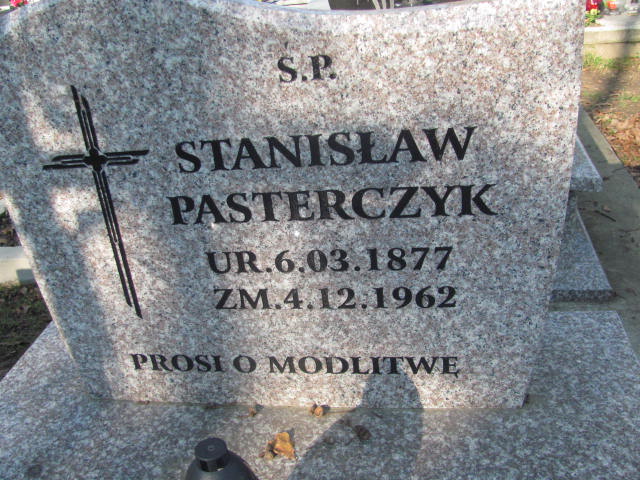 Ś.P.
STANISŁAW
PASTERCZYK
UR.6.03.1877
ZM.4.12.1962
PROSI O MODLITWĘ